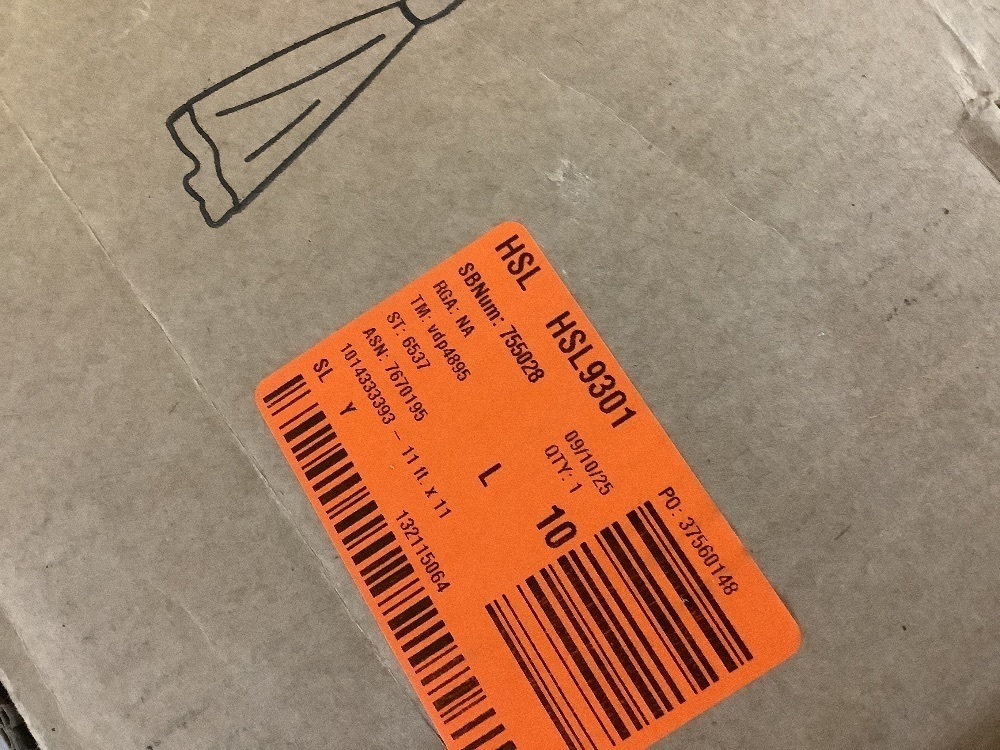 HSL HSL9301
SBNum: 755028
RGA: NA 09/10/25 PO: 37560148
TM: vdp4895 QTY: 1
ST: 6537 L 10
ASN: 7670195
1014333393 - 11 ft. x 11
SL Y 132115064